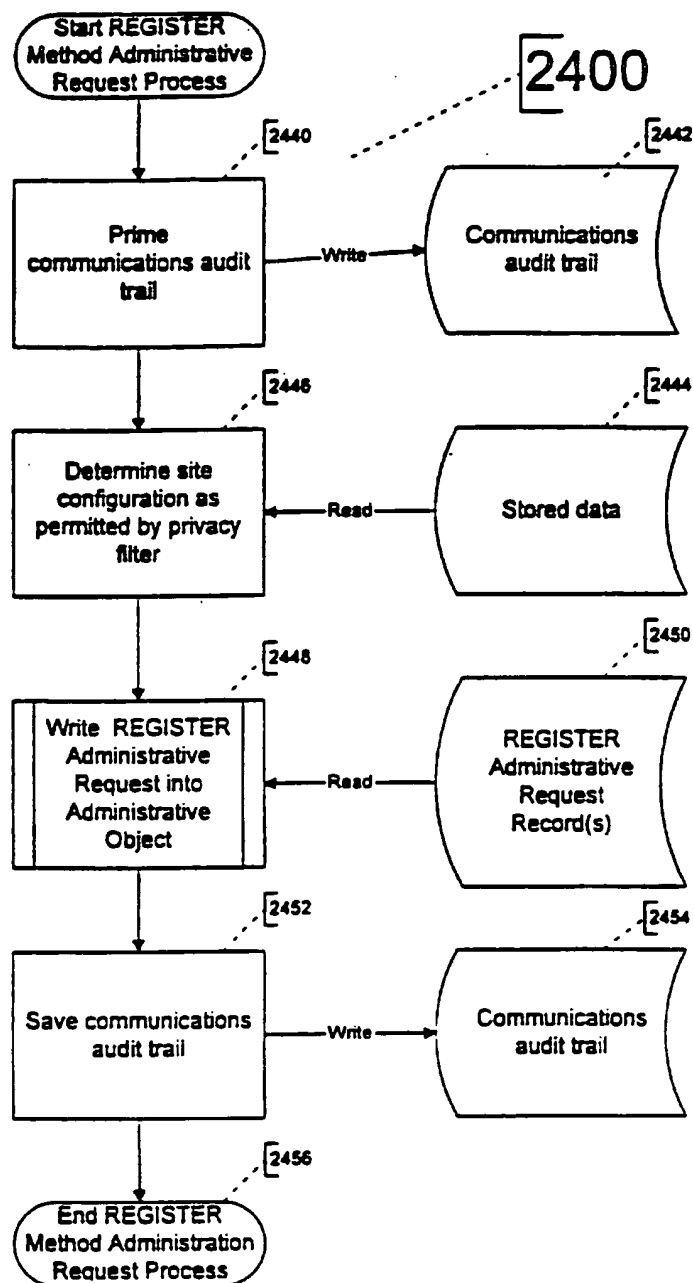 Start REGISTER
Method Administrative
Request Process
2400
2440
2442
Prime
communications audit
trail
Write
Communications
audit trail
2446
2444
Determine site
configuration as
permitted by privacy
filter
Read
Stored data
2448
2450
Write REGISTER
Administrative
Request into
Administrative
Object
Read
REGISTER
Administrative
Request
Record(s)
2452
2454
Save communications
audit trail
Write
Communications
audit trail
2456
End REGISTER
Method Administration
Request Process